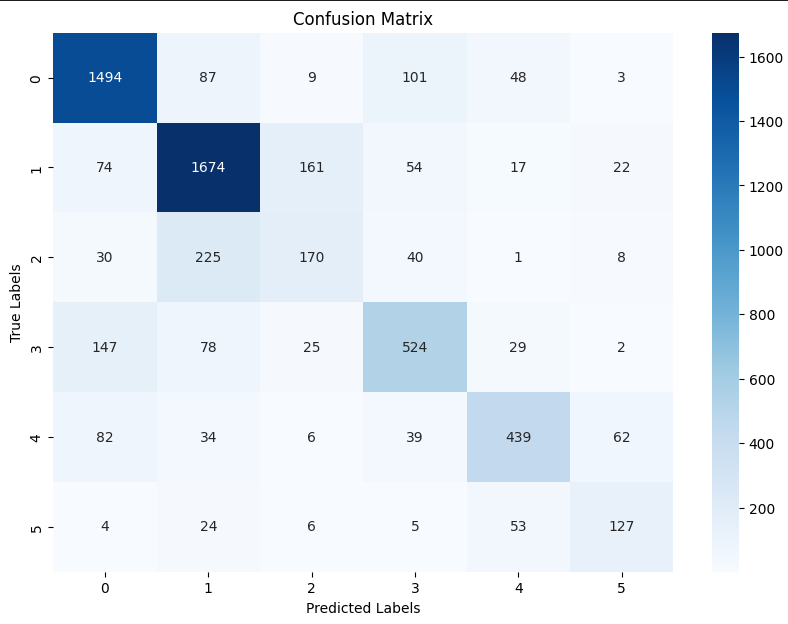 Confusion Matrix
True Labels
0 1494 87 9 101 48 3
1 74 1674 161 54 17 22
2 30 225 170 40 1 8
3 147 78 25 524 29 2
4 82 34 6 39 439 62
5 4 24 6 5 53 127
0 1 2 3 4 5
Predicted Labels
1600
1400
1200
1000
800
600
400
200